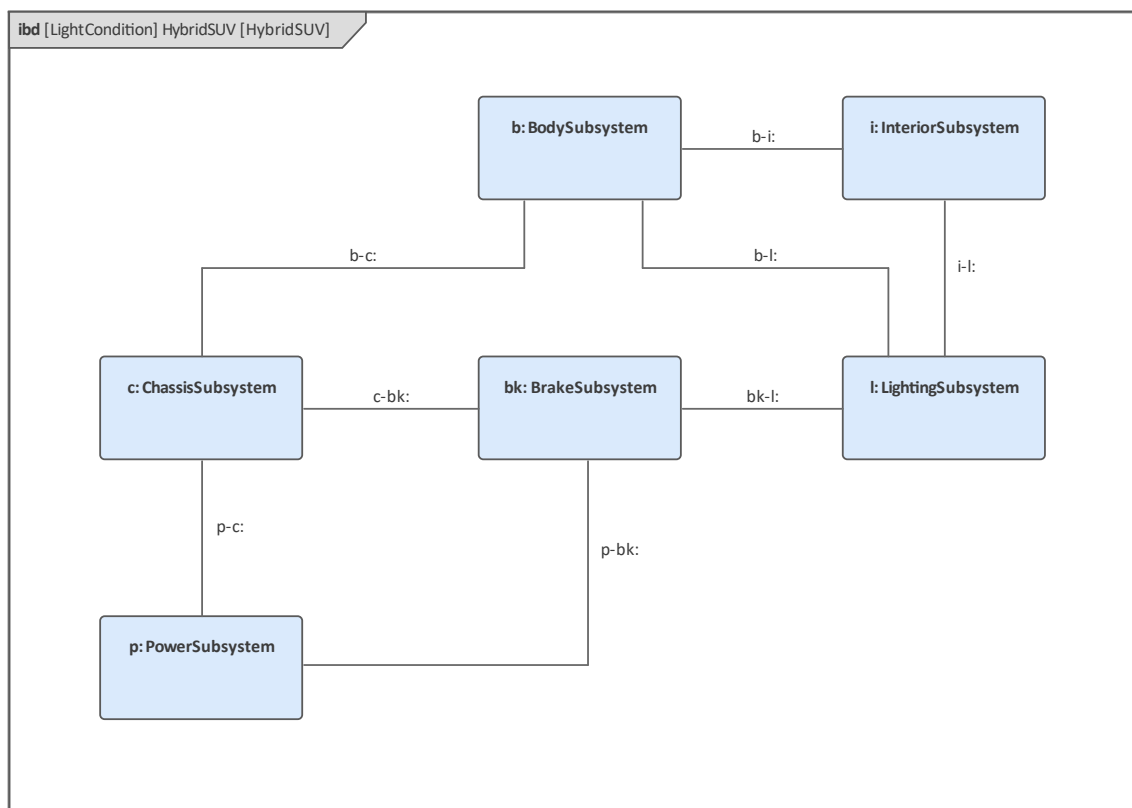 ibd [LightCondition] HybridSUV [HybridSUV]
b: BodySubsystem
b-i:
i: InteriorSubsystem
b-c:
b-l:
i-l:
c: ChassisSubsystem
c-bk:
bk: BrakeSubsystem
bk-l:
l: LightingSubsystem
p-c:
p-bk:
p: PowerSubsystem